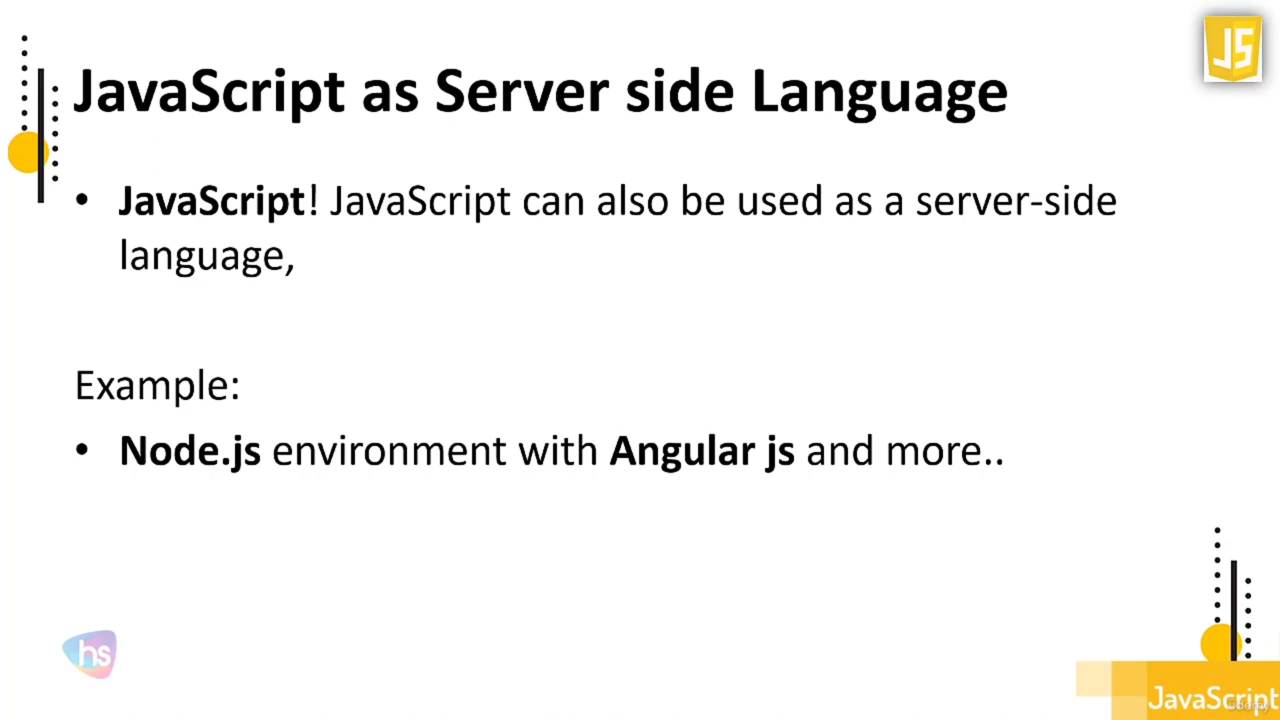 JS
JavaScript as Server side Language
• JavaScript! JavaScript can also be used as a server-side
language,
Example:
• Node.js environment with Angular js and more..
hs
JavaScript
Udemy